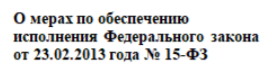 О мерах по обеспечению
исполнения Федерального закона
от 23.02.2013 года № 15-ФЗ